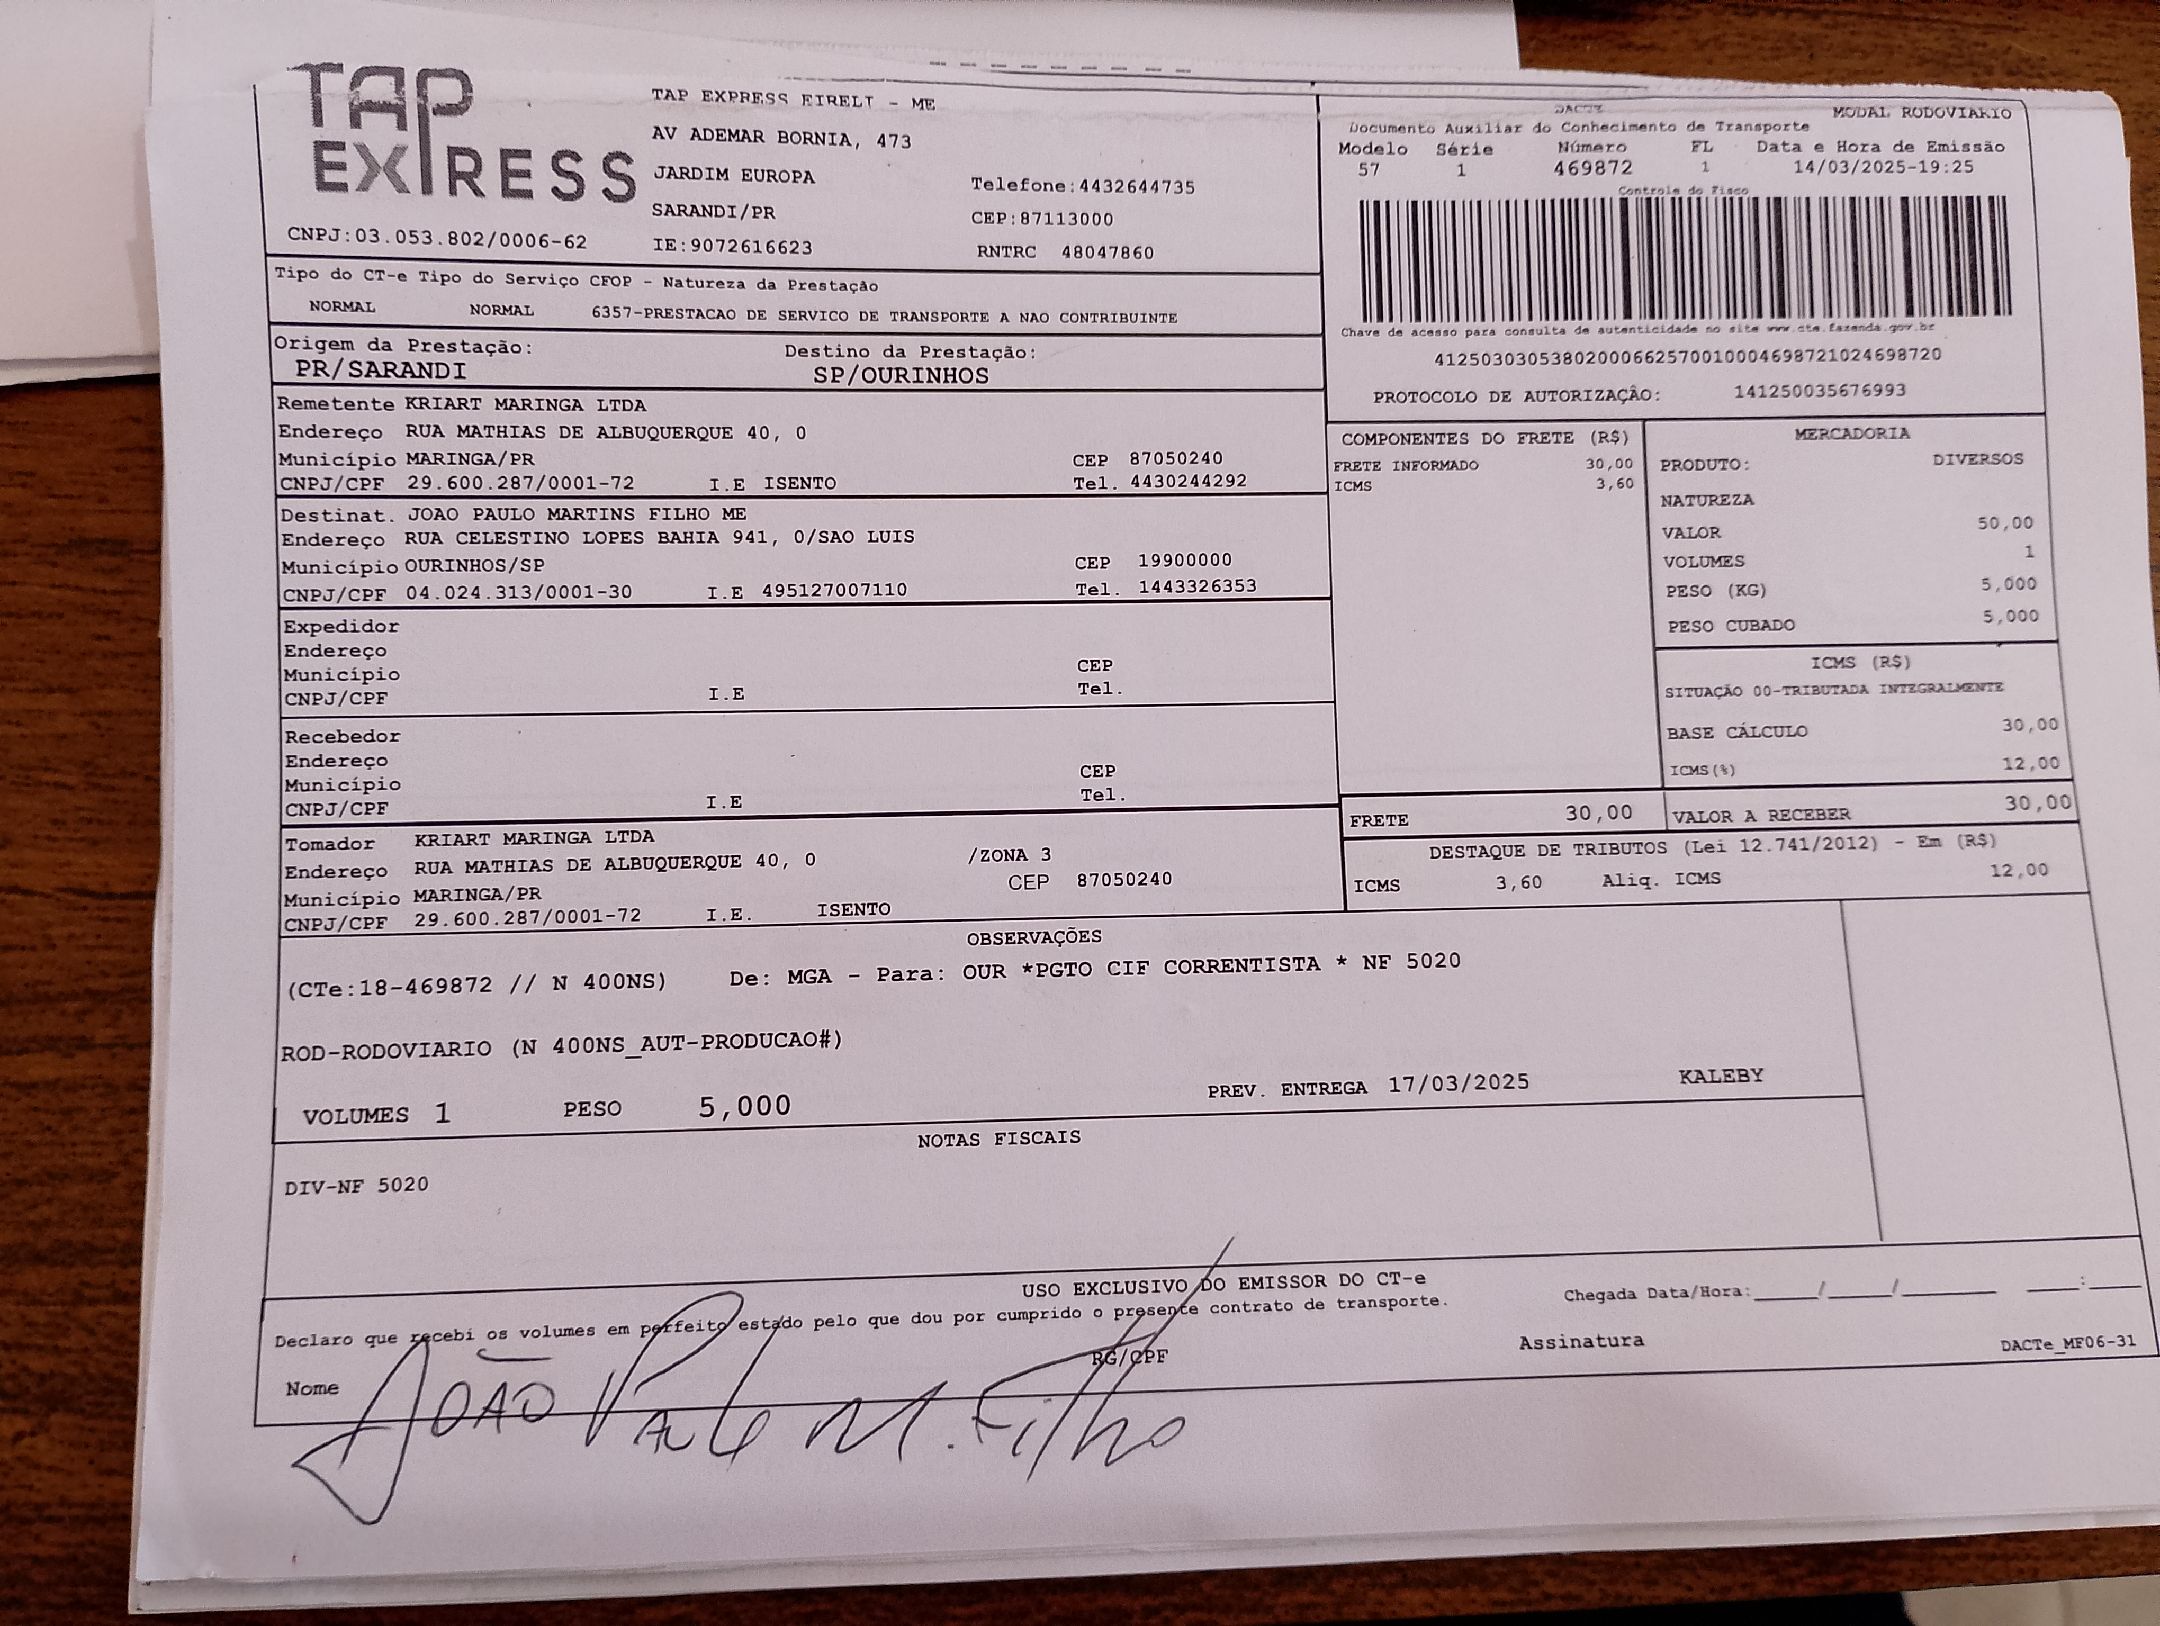 TAP
EXPRESS
TAP EXPRESS EIRELI - ME
AV ADEMAR BORNIA, 473
JARDIM EUROPA
Telefone:4432644735
SARANDI/PR
CEP:87113000
CNPJ:03.053.802/0006-62
IE:9072616623
RNTRC 48047860
DACTE
MODAL RODOVIARIO
Documento Auxiliar do Conhecimento de Transporte
Modelo Série Número FL Data e Hora de Emissão
57 1 469872 1 14/03/2025-19:25
Controle do Fisco
Chave de acesso para consulta de autenticidade no site www.cte.fazenda.gov.br
41250303053802000662570010004698721024698720
PROTOCOLO DE AUTORIZAÇÂO: 141250035676993
Tipo do CT-e Tipo do Serviço CFOP - Natureza da Prestação
NORMAL NORMAL 6357-PRESTACAO DE SERVICO DE TRANSPORTE A NAO CONTRIBUINTE
Origem da Prestação: Destino da Prestação:
PR/SARANDI SP/OURINHOS
Remetente KRIART MARINGA LTDA
Endereço RUA MATHIAS DE ALBUQUERQUE 40, 0
Município MARINGA/PR CEP 87050240
CNPJ/CPF 29.600.287/0001-72 I.E ISENTO Tel. 4430244292
Destinat. JOAO PAULO MARTINS FILHO ME
Endereço RUA CELESTINO LOPES BAHIA 941, 0/SAO LUIS
Município OURINHOS/SP CEP 19900000
CNPJ/CPF 04.024.313/0001-30 I.E 495127007110 Tel. 1443326353
Expedidor
Endereço
Município CEP
CNPJ/CPF I.E Tel.
Recebedor
Endereço
Município CEP
CNPJ/CPF I.E Tel.
Tomador KRIART MARINGA LTDA
Endereço RUA MATHIAS DE ALBUQUERQUE 40, 0 /ZONA 3
Município MARINGA/PR CEP 87050240
CNPJ/CPF 29.600.287/0001-72 I.E. ISENTO
COMPONENTES DO FRETE (R$)
FRETE INFORMADO 30,00
ICMS 3,60
MERCADORIA
PRODUTO: DIVERSOS
NATUREZA
VALOR 50,00
VOLUMES 1
PESO (KG) 5,000
PESO CUBADO 5,000
ICMS (R$)
SITUAÇÃO 00-TRIBUTADA INTEGRALMENTE
BASE CÁLCULO 30,00
ICMS(%) 12,00
FRETE 30,00 VALOR A RECEBER 30,00
DESTAQUE DE TRIBUTOS (Lei 12.741/2012) - Em (R$)
ICMS 3,60 Aliq. ICMS 12,00
OBSERVAÇÕES
(CTe:18-469872 // N 400NS) De: MGA - Para: OUR *PGTO CIF CORRENTISTA * NF 5020
ROD-RODOVIARIO (N 400NS_AUT-PRODUCAO#)
VOLUMES 1 PESO 5,000 PREV. ENTREGA 17/03/2025 KALEBY
NOTAS FISCAIS
DIV-NF 5020
USO EXCLUSIVO DO EMISSOR DO CT-e
Declaro que recebi os volumes em perfeito estado pelo que dou por cumprido o presente contrato de transporte.
Chegada Data/Hora:_____/_____/________ ____:____
Nome RG/CPF Assinatura DACTe_MF06-31
JOÃO Paulo M. Filho